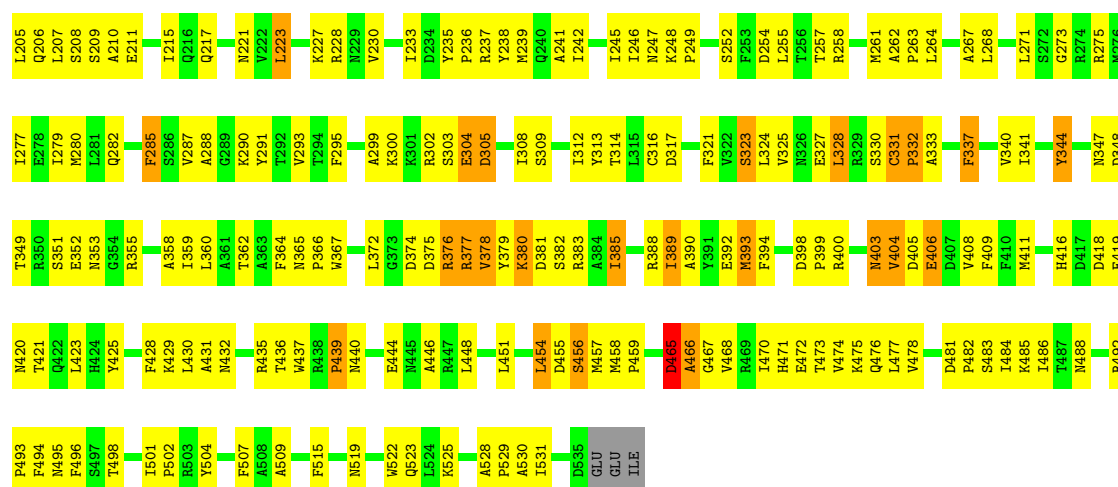 L205 Q206 L207 S208 S209 A210 E211 I215 Q216 Q217 N221 V222 L223 K227 R228 N229 V230 I233 D234 Y235 P236 R237 Y238 M239 Q240 A241 I242 I245 I246 N247 K248 P249 S252 F253 D254 L255 T256 T257 R258 M261 A262 P263 L264 A267 L268 L271 S272 G273 R274 R275 M276
I277 E278 I279 M280 L281 Q282 F285 S286 V287 A288 G289 K290 Y291 T292 V293 T294 F295 A299 K300 K301 R302 S303 E304 D305 I308 S309 I312 Y313 T314 L315 C316 D317 F321 V322 S323 L324 V325 N326 E327 L328 R329 S330 C331 P332 A333 F337 V340 I341 Y344 N347
T349 R350 S351 E352 N353 G354 R355 A358 I359 L360 A361 T362 A363 F364 N365 P366 W367 L372 G373 D374 D375 R376 R377 V378 Y379 K380 D381 S382 R383 A384 I385 R388 I389 A390 Y391 E392 M393 F394 D398 P399 R400 N403 V404 D405 E406 D407 V408 F409 F410 M411 H416 D417 D418
N420 T421 Q422 L423 H424 Y425 F428 K429 L430 A431 N432 R435 T436 W437 R438 P439 N440 E444 N445 A446 R447 L448 L451 L454 D455 S456 M457 M458 P459 D465 A466 G467 V468 R469 I470 H471 E472 T473 V474 K475 Q476 L477 V478 D481 P482 S483 I484 K485 I486 T487 N488
P493 F494 N495 F496 S497 T498 I501 P502 R503 Y504 F507 A508 A509 F515 N519 W522 Q523 L524 K525 A528 P529 A530 I531 D535 GLU GLU ILE